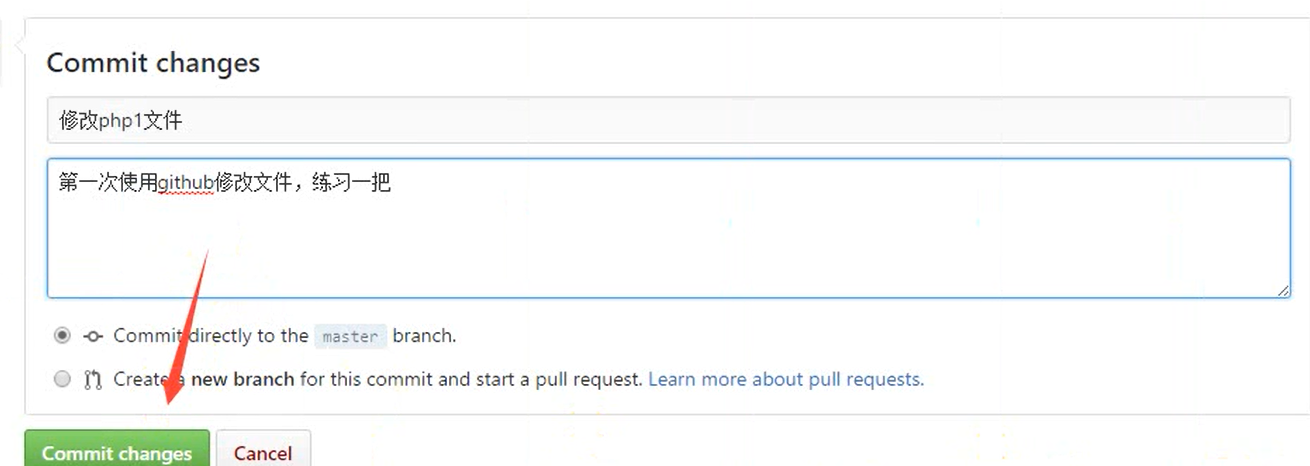 Commit changes
修改php1文件
第一次使用github修改文件，练习一把
Commit directly to the master branch.
Create a new branch for this commit and start a pull request. Learn more about pull requests.
Commit changes Cancel